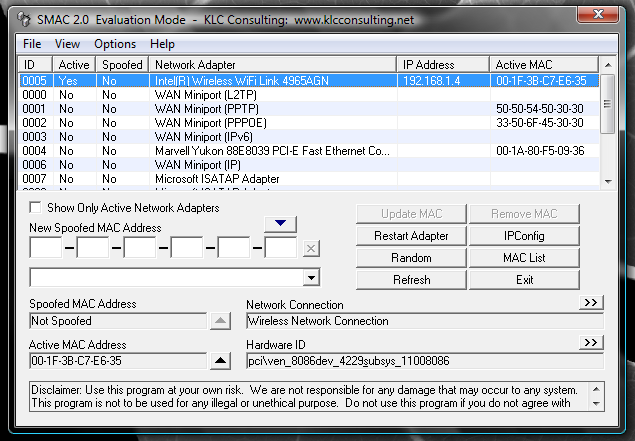 SMAC 2.0 Evaluation Mode - KLC Consulting: www.klcconsulting.net
File View Options Help
ID Active Spoofed Network Adapter IP Address Active MAC
0005 Yes No Intel(R) Wireless WiFi Link 4965AGN 192.168.1.4 00-1F-3B-C7-E6-35
0000 No No WAN Miniport (L2TP)
0001 No No WAN Miniport (PPTP) 50-50-54-50-30-30
0002 No No WAN Miniport (PPPOE) 33-50-6F-45-30-30
0003 No No WAN Miniport (IPv6)
0004 No No Marvell Yukon 88E8039 PCI-E Fast Ethernet Co... 00-1A-80-F5-09-36
0006 No No WAN Miniport (IP)
0007 No No Microsoft ISATAP Adapter
Show Only Active Network Adapters
New Spoofed MAC Address
Update MAC Remove MAC
Restart Adapter IPConfig
Random MAC List
Refresh Exit
Spoofed MAC Address
Not Spoofed
Network Connection >>
Wireless Network Connection
Active MAC Address
00-1F-3B-C7-E6-35
Hardware ID >>
pci\ven_8086dev_4229subsys_11008086
Disclaimer: Use this program at your own risk. We are not responsible for any damage that may occur to any system.
This program is not to be used for any illegal or unethical purpose. Do not use this program if you do not agree with